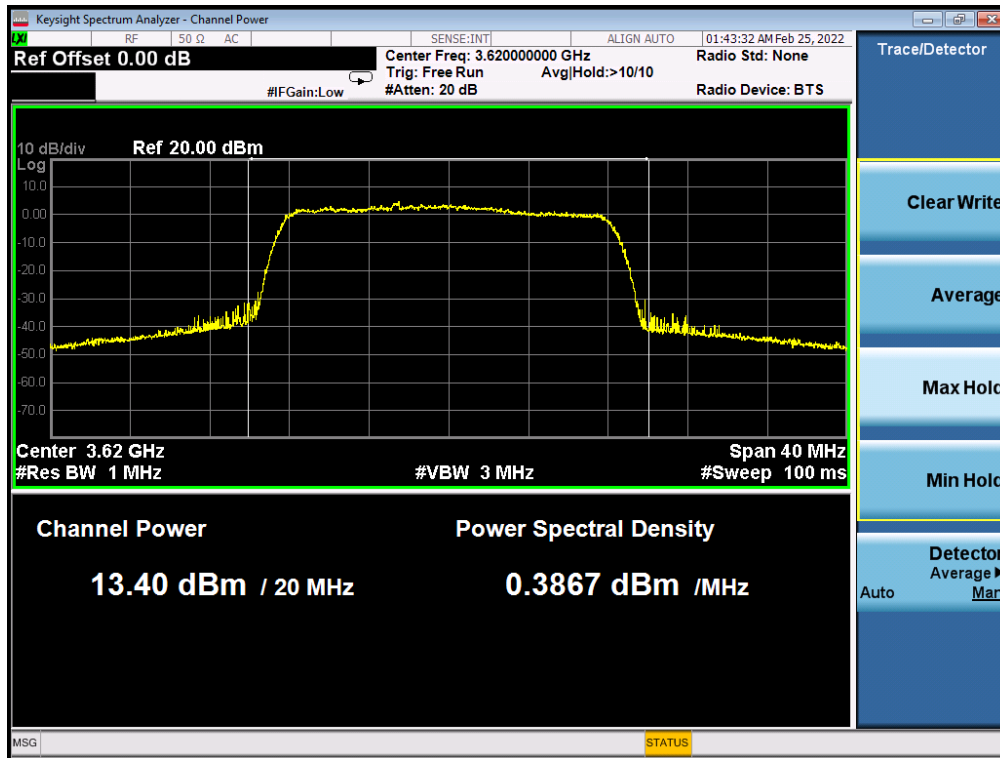 Keysight Spectrum Analyzer - Channel Power
LXI RF 50 Ω AC SENSE:INT ALIGN AUTO 01:43:32 AM Feb 25, 2022
Ref Offset 0.00 dB
Center Freq: 3.620000000 GHz Radio Std: None
Trig: Free Run Avg|Hold:>10/10
#IFGain:Low #Atten: 20 dB Radio Device: BTS
10 dB/div Ref 20.00 dBm
Log
10.0
0.00
-10.0
-20.0
-30.0
-40.0
-50.0
-60.0
-70.0
Center 3.62 GHz Span 40 MHz
#Res BW 1 MHz #VBW 3 MHz #Sweep 100 ms
Channel Power Power Spectral Density
13.40 dBm / 20 MHz 0.3867 dBm /MHz
MSG STATUS
Trace/Detector
Clear Write
Average
Max Hold
Min Hold
Detector
Average
Auto Man